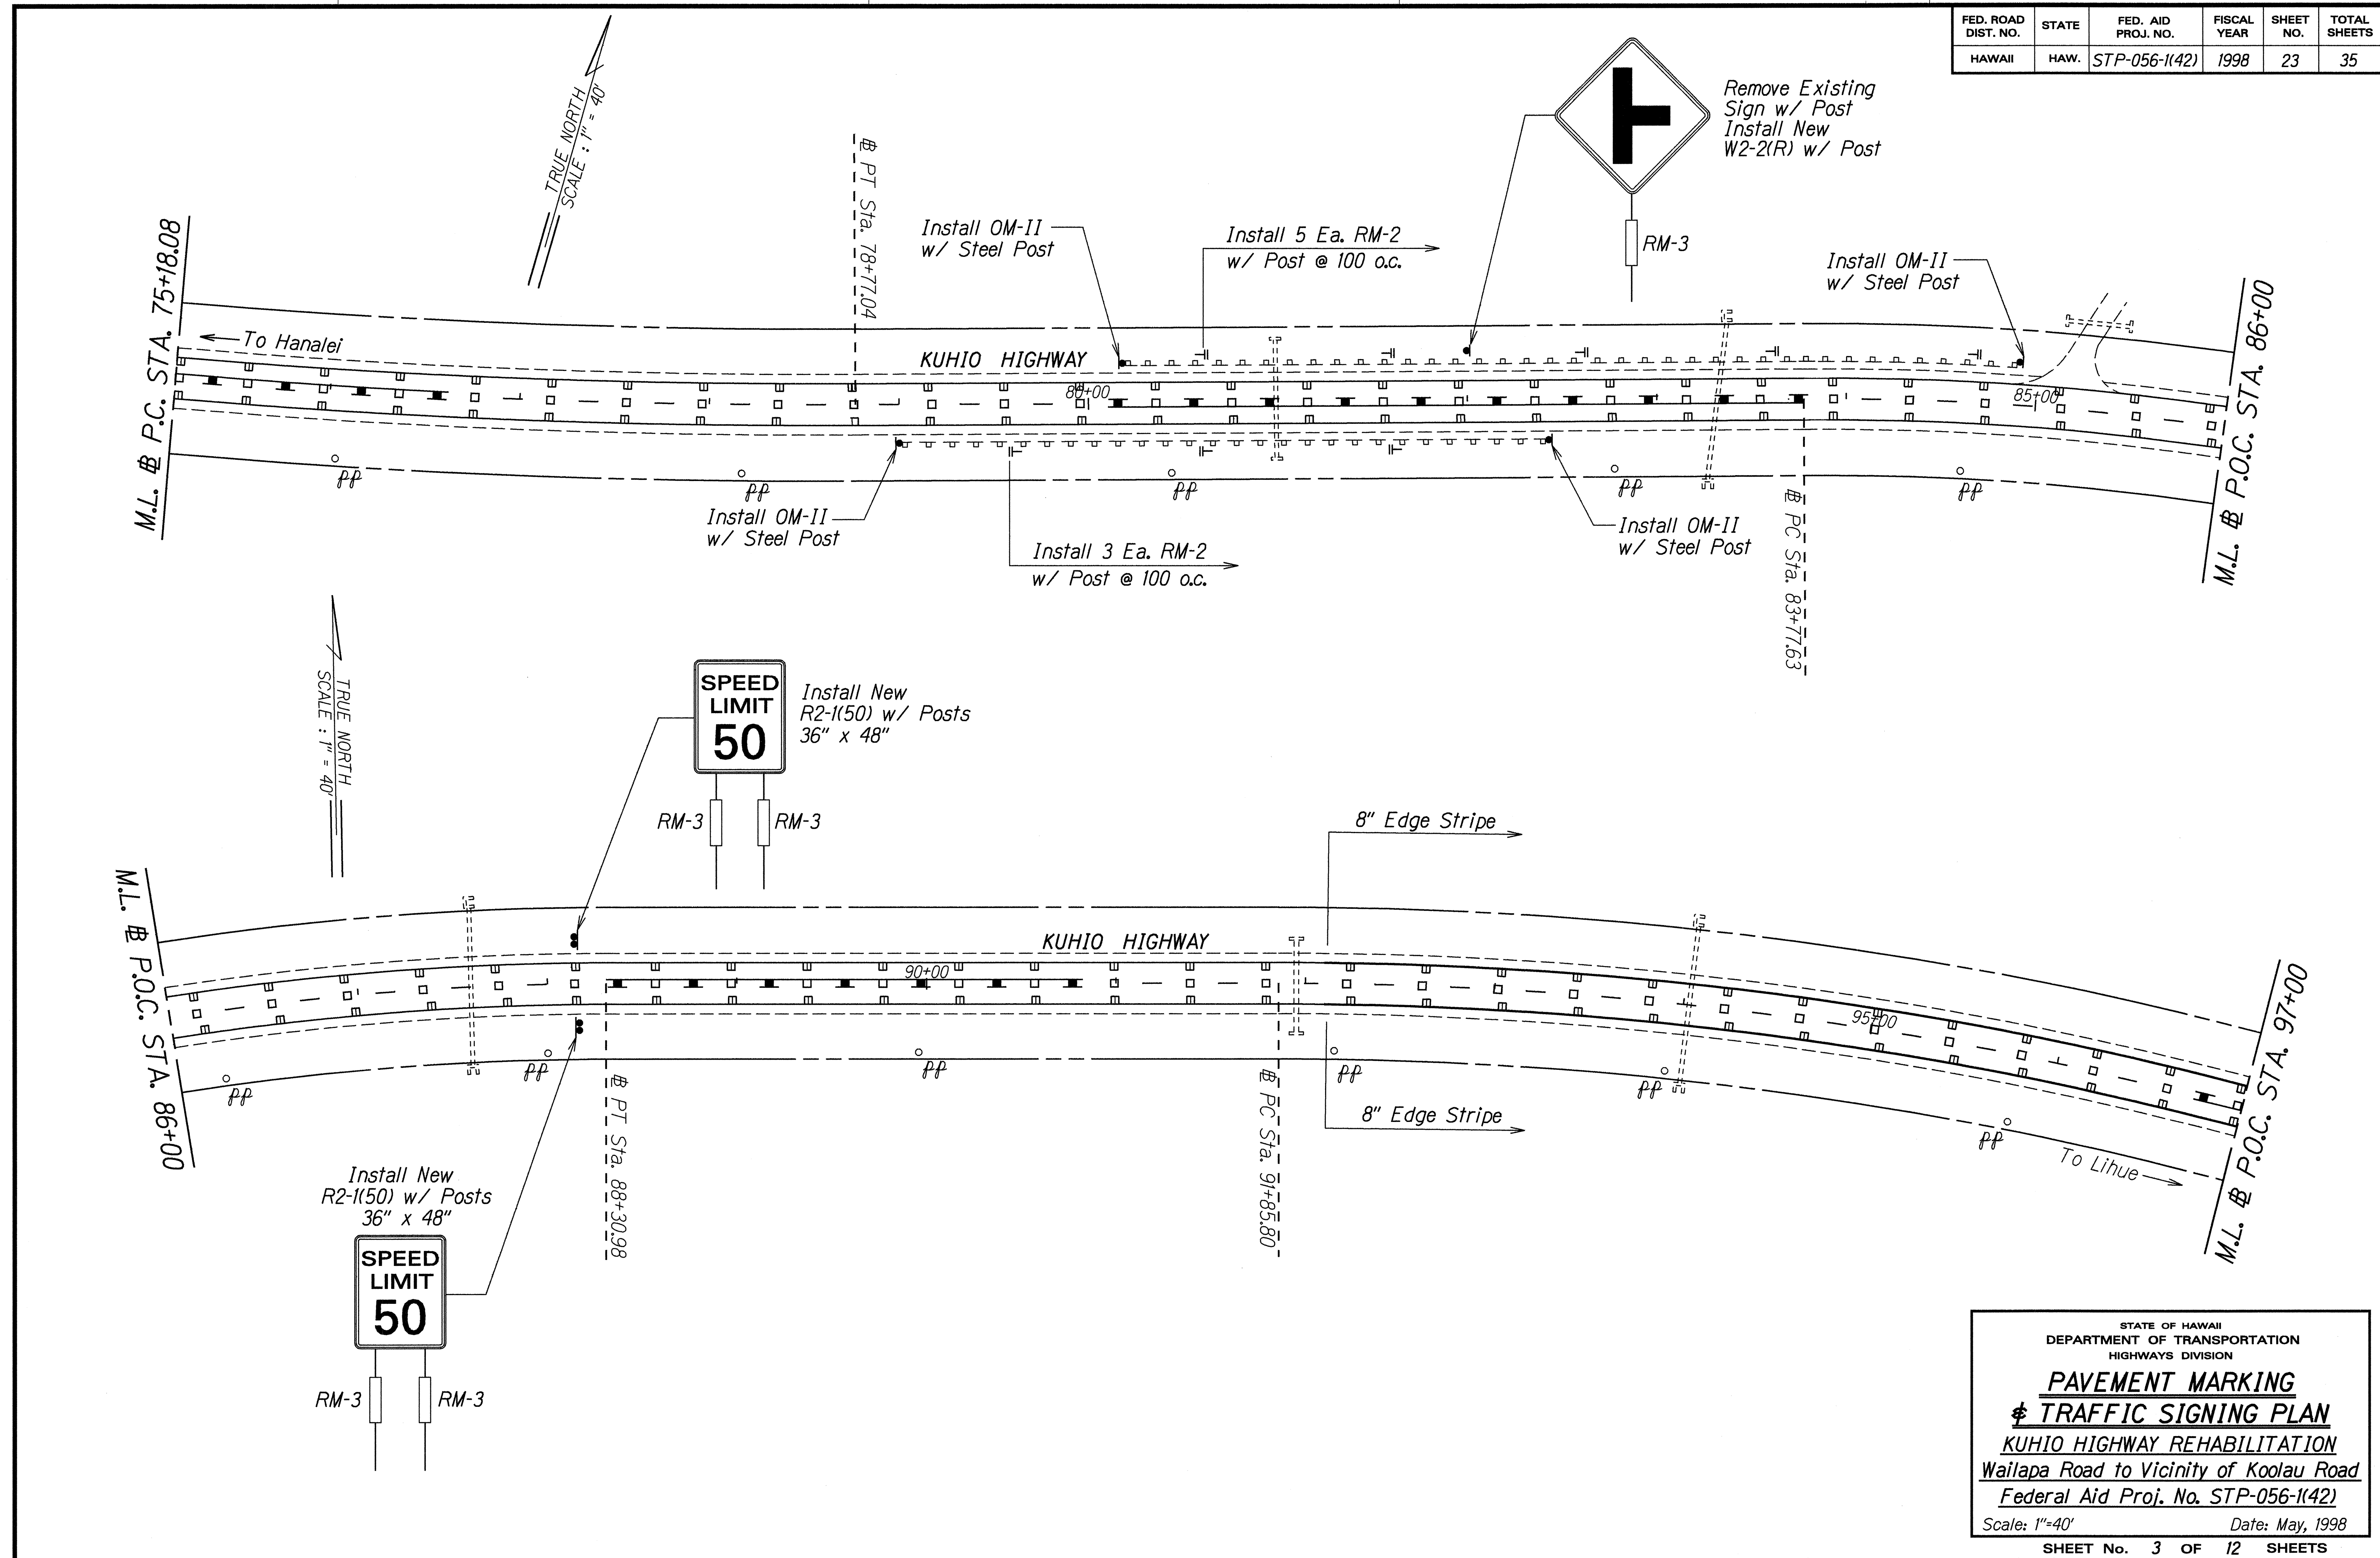 FED. ROAD DIST. NO. STATE FED. AID PROJ. NO. FISCAL YEAR SHEET NO. TOTAL SHEETS
HAWAII HAW. STP-056-1(42) 1998 23 35
TRUE NORTH
SCALE : 1" = 40'
Remove Existing
Sign w/ Post
Install New
W2-2(R) w/ Post
RM-3
℄ PT Sta. 78+77.04
Install OM-II
w/ Steel Post
Install 5 Ea. RM-2
w/ Post @ 100 o.c.
Install OM-II
w/ Steel Post
M.L. ℄ P.C. STA. 75+18.08
To Hanalei
KUHIO HIGHWAY
80+00
85+00
M.L. ℄ P.O.C. STA. 86+00
PP
PP
PP
PP
PP
Install OM-II
w/ Steel Post
Install 3 Ea. RM-2
w/ Post @ 100 o.c.
Install OM-II
w/ Steel Post
℄ PC Sta. 83+77.63
TRUE NORTH
SCALE : 1" = 40'
SPEED
LIMIT
50
Install New
R2-1(50) w/ Posts
36" x 48"
RM-3
RM-3
8" Edge Stripe
M.L. ℄ P.O.C. STA. 86+00
KUHIO HIGHWAY
90+00
95+00
M.L. ℄ P.O.C. STA. 97+00
PP
PP
PP
PP
PP
PP
℄ PT Sta. 88+30.98
℄ PC Sta. 91+85.80
8" Edge Stripe
To Lihue
Install New
R2-1(50) w/ Posts
36" x 48"
SPEED
LIMIT
50
RM-3
RM-3
STATE OF HAWAII
DEPARTMENT OF TRANSPORTATION
HIGHWAYS DIVISION
PAVEMENT MARKING
& TRAFFIC SIGNING PLAN
KUHIO HIGHWAY REHABILITATION
Wailapa Road to Vicinity of Koolau Road
Federal Aid Proj. No. STP-056-1(42)
Scale: 1"=40' Date: May, 1998
SHEET No. 3 OF 12 SHEETS